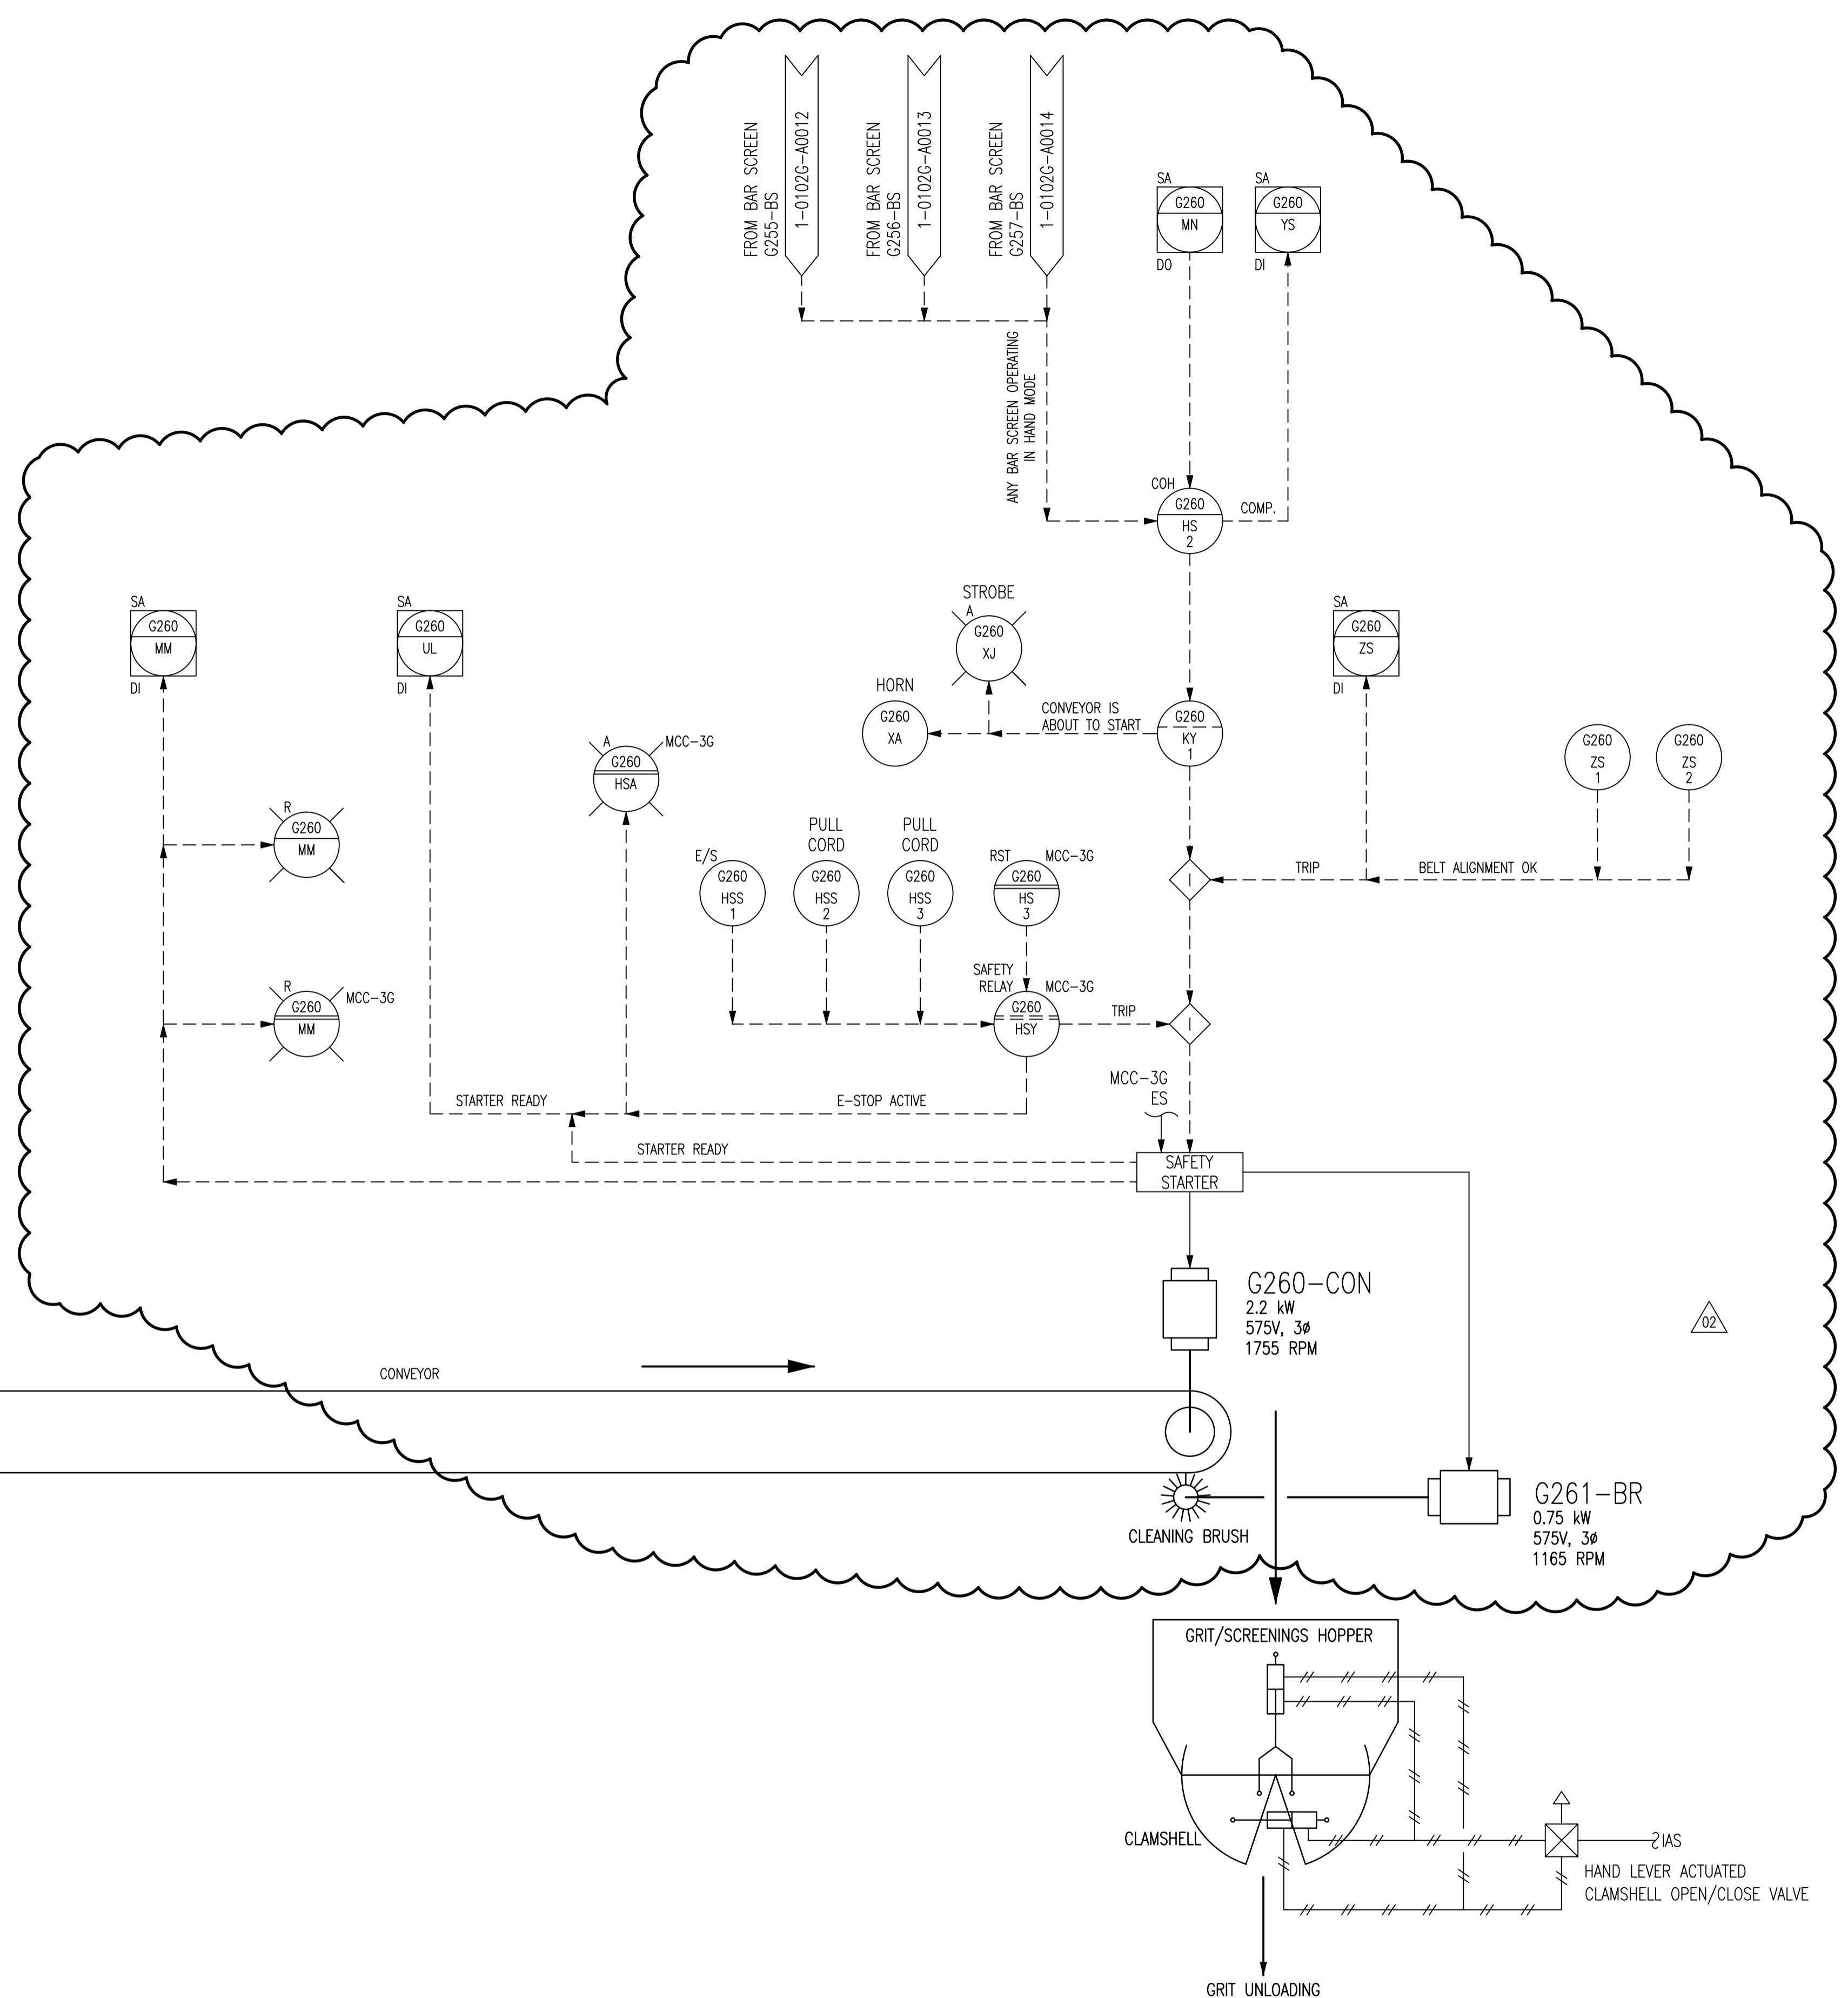 FROM BAR SCREEN
G255-BS
1-0102G-A0012
FROM BAR SCREEN
G256-BS
1-0102G-A0013
FROM BAR SCREEN
G257-BS
1-0102G-A0014
SA
G260
MN
DO
SA
G260
YS
DI
ANY BAR SCREEN OPERATING
IN HAND MODE
COH
G260
HS
2
COMP.
SA
G260
MM
DI
SA
G260
UL
DI
STROBE
A
G260
XJ
HORN
G260
XA
CONVEYOR IS
ABOUT TO START
G260
KY
1
SA
G260
ZS
DI
G260
ZS
1
G260
ZS
2
A
MCC-3G
G260
HSA
R
G260
MM
E/S
G260
HSS
1
PULL
CORD
G260
HSS
2
PULL
CORD
G260
HSS
3
RST
MCC-3G
G260
HS
3
I
TRIP
BELT ALIGNMENT OK
R
G260
MM
MCC-3G
SAFETY
RELAY
MCC-3G
G260
HSY
TRIP
I
MCC-3G
ES
STARTER READY
E-STOP ACTIVE
STARTER READY
SAFETY
STARTER
G260-CON
2.2 kW
575V, 3ø
1755 RPM
02
CONVEYOR
G261-BR
0.75 kW
575V, 3ø
1165 RPM
CLEANING BRUSH
GRIT/SCREENINGS HOPPER
CLAMSHELL
IAS
HAND LEVER ACTUATED
CLAMSHELL OPEN/CLOSE VALVE
GRIT UNLOADING